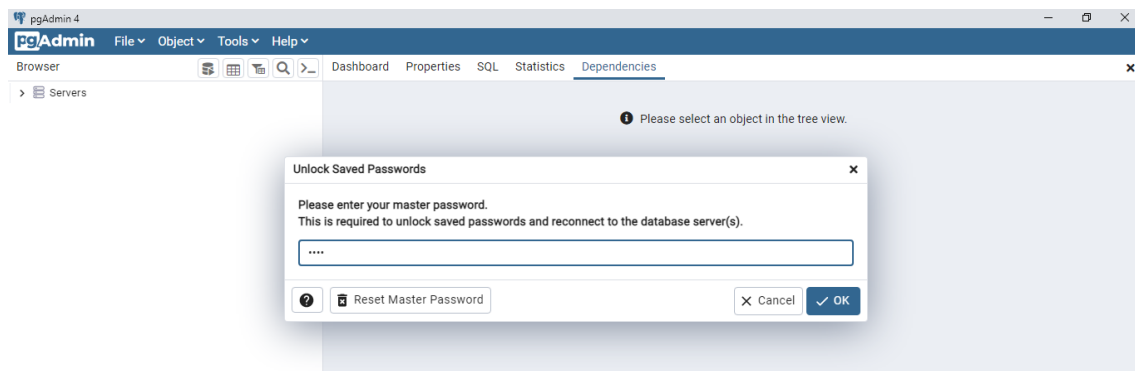 pgAdmin 4
pgAdmin File Object Tools Help
Browser
Dashboard Properties SQL Statistics Dependencies
Servers
Please select an object in the tree view.
Unlock Saved Passwords
Please enter your master password.
This is required to unlock saved passwords and reconnect to the database server(s).
••••
? Reset Master Password Cancel OK